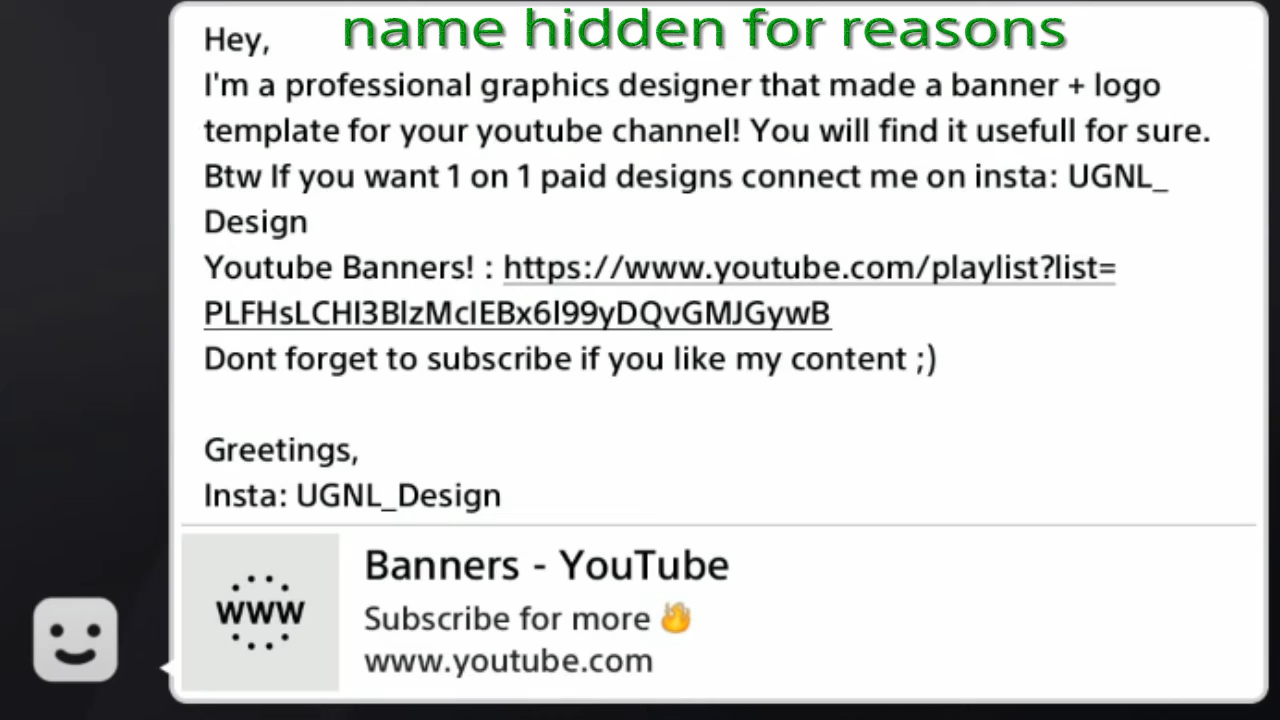 name hidden for reasons
Hey,
I'm a professional graphics designer that made a banner + logo
template for your youtube channel! You will find it usefull for sure.
Btw If you want 1 on 1 paid designs connect me on insta: UGNL_
Design
Youtube Banners! : https://www.youtube.com/playlist?list=
PLFHsLCHI3BlzMcIEBx6l99yDQvGMJGywB
Dont forget to subscribe if you like my content ;)
Greetings,
Insta: UGNL_Design
www
Banners - YouTube
Subscribe for more 👋
www.youtube.com